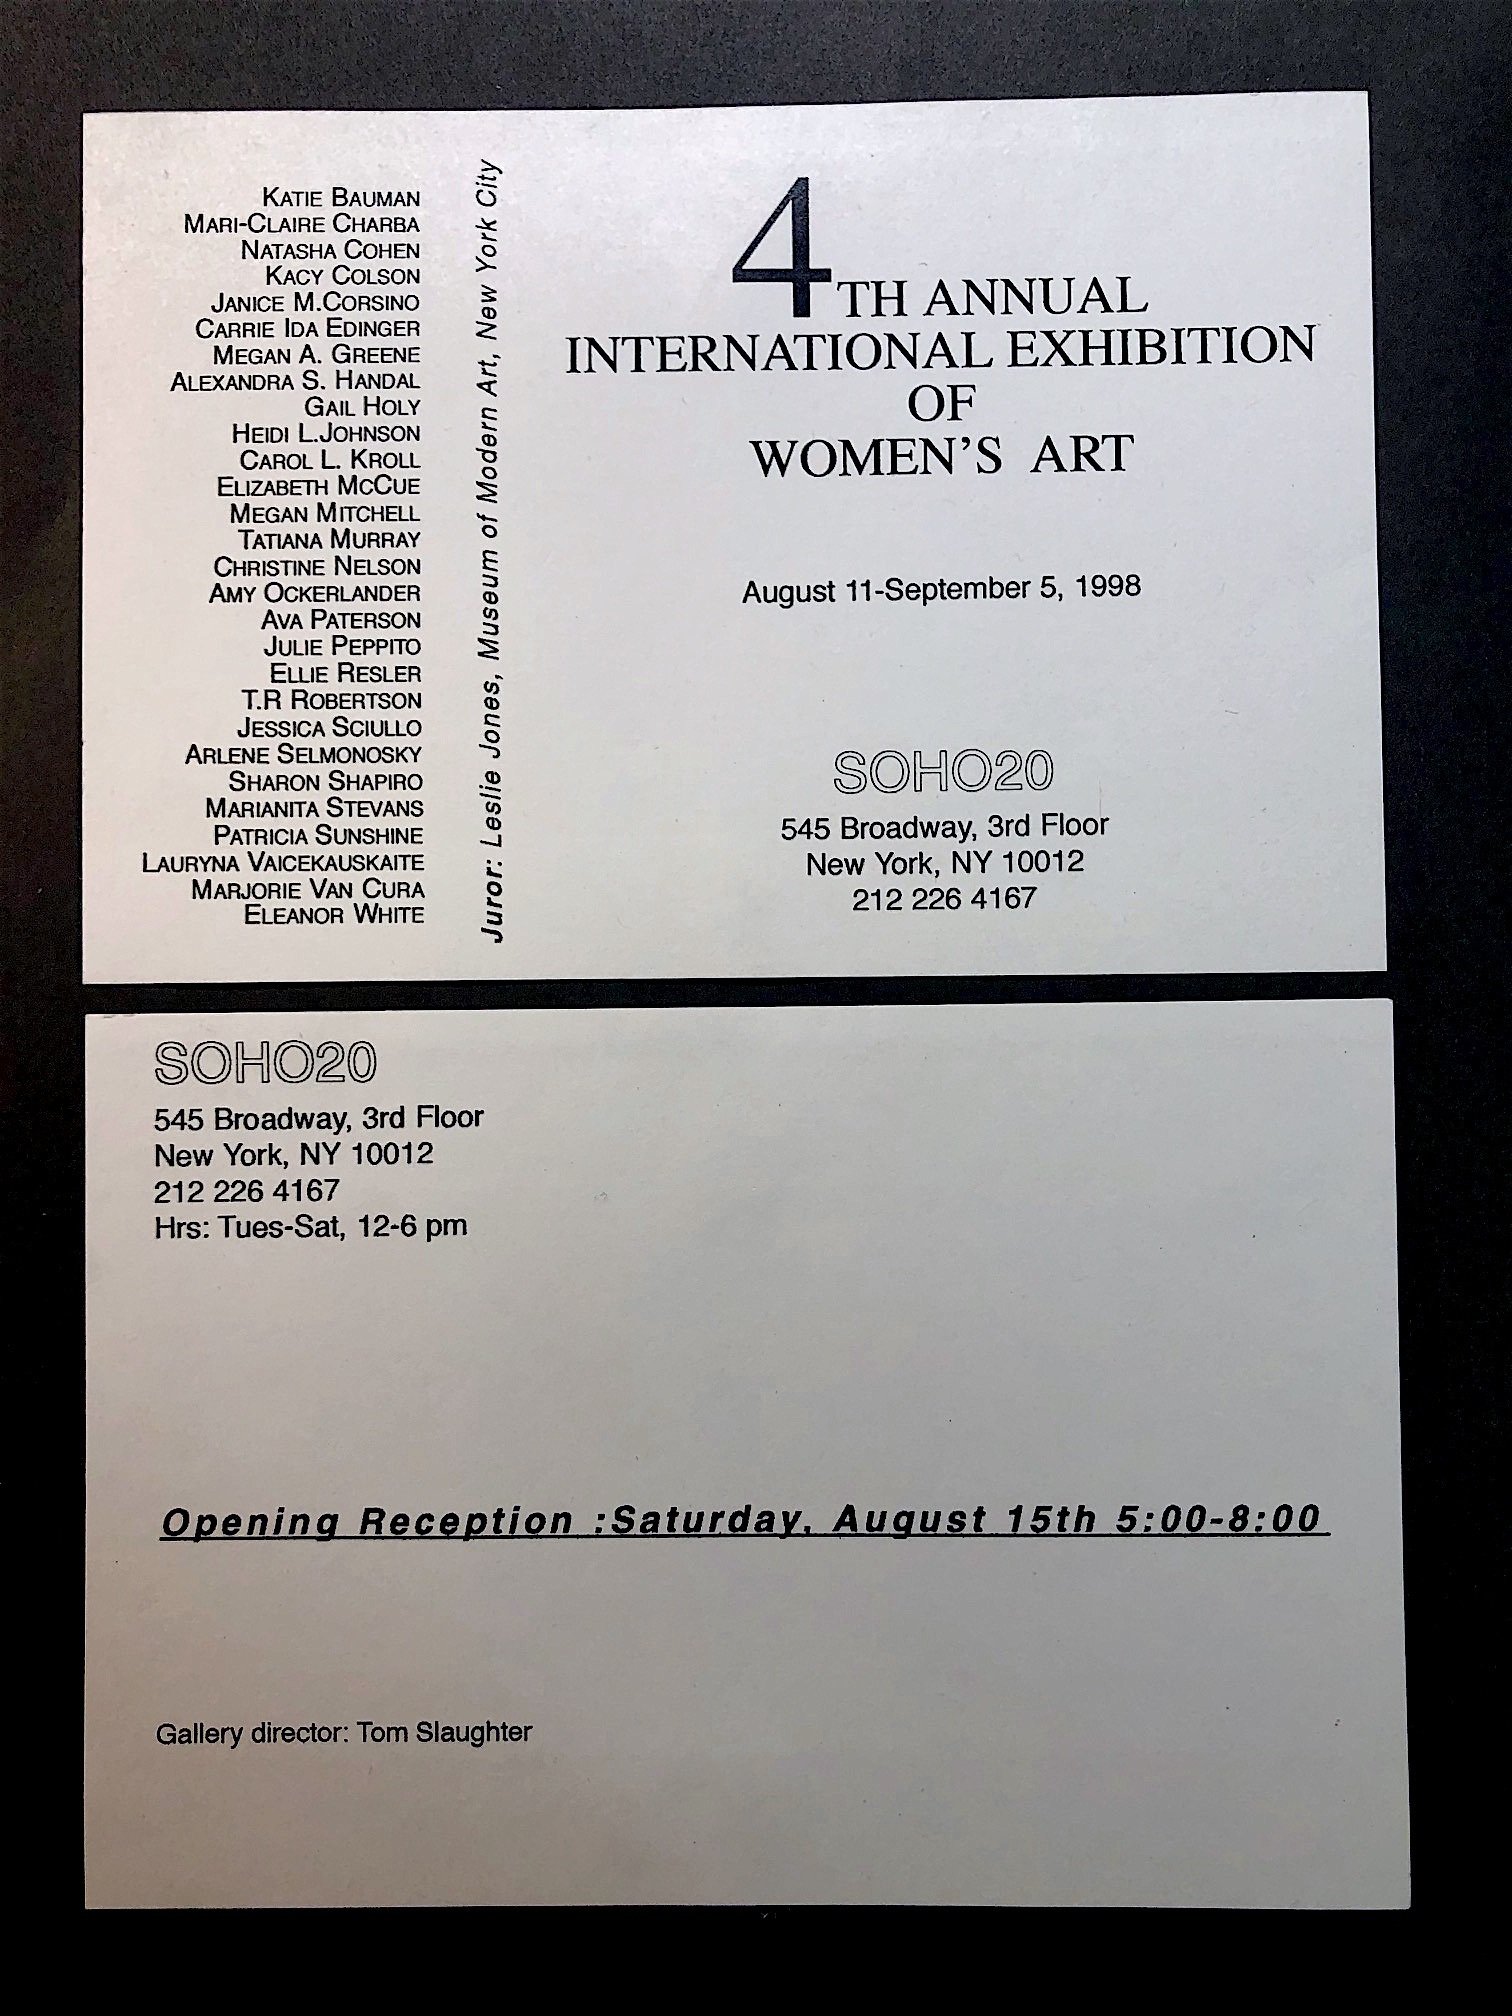 KATIE BAUMAN
MARI-CLAIRE CHARBA
NATASHA COHEN
KACY COLSON
JANICE M.CORSINO
CARRIE IDA EDINGER
MEGAN A. GREENE
ALEXANDRA S. HANDAL
GAIL HOLY
HEIDI L.JOHNSON
CAROL L. KROLL
ELIZABETH MCCUE
MEGAN MITCHELL
TATIANA MURRAY
CHRISTINE NELSON
AMY OCKERLANDER
AVA PATERSON
JULIE PEPPITO
ELLIE RESLER
T.R ROBERTSON
JESSICA SCIULLO
ARLENE SELMONOSKY
SHARON SHAPIRO
MARIANITA STEVANS
PATRICIA SUNSHINE
LAURYNA VAICEKAUSKAITE
MARJORIE VAN CURA
ELEANOR WHITE
Juror: Leslie Jones, Museum of Modern Art, New York City
4TH ANNUAL
INTERNATIONAL EXHIBITION
OF
WOMEN'S ART
August 11-September 5, 1998
SOHO20
545 Broadway, 3rd Floor
New York, NY 10012
212 226 4167
SOHO20
545 Broadway, 3rd Floor
New York, NY 10012
212 226 4167
Hrs: Tues-Sat, 12-6 pm
Opening Reception :Saturday, August 15th 5:00-8:00
Gallery director: Tom Slaughter